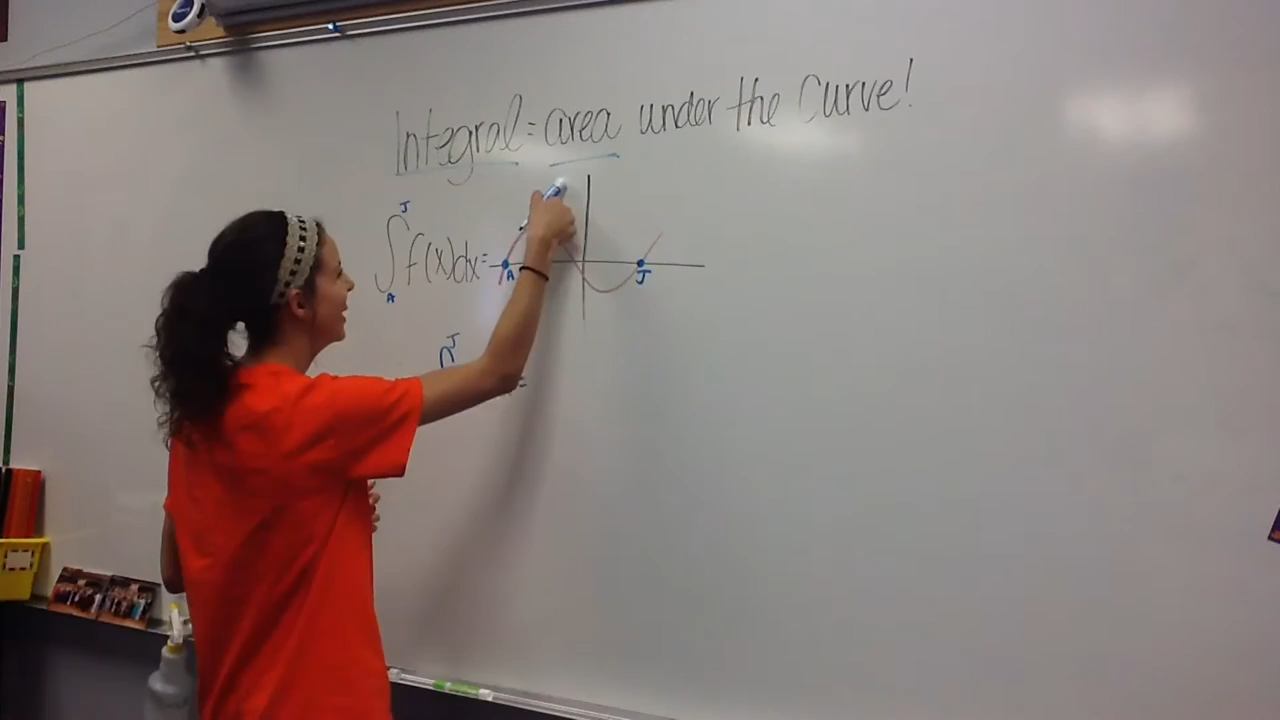 Integral = area under the Curve!
J
∫ f(x)dx =
A
A
J
J